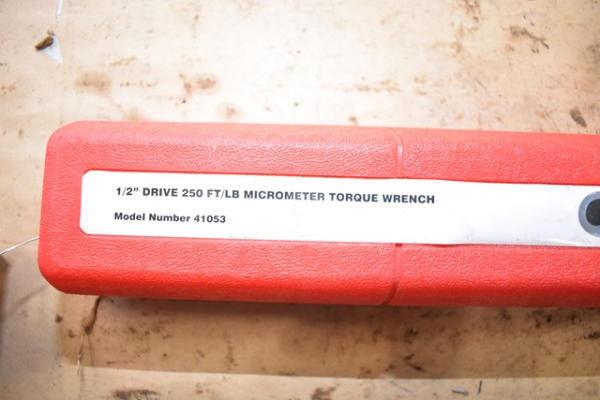 1/2” DRIVE 250 FT/LB MICROMETER TORQUE WRENCH
Model Number 41053